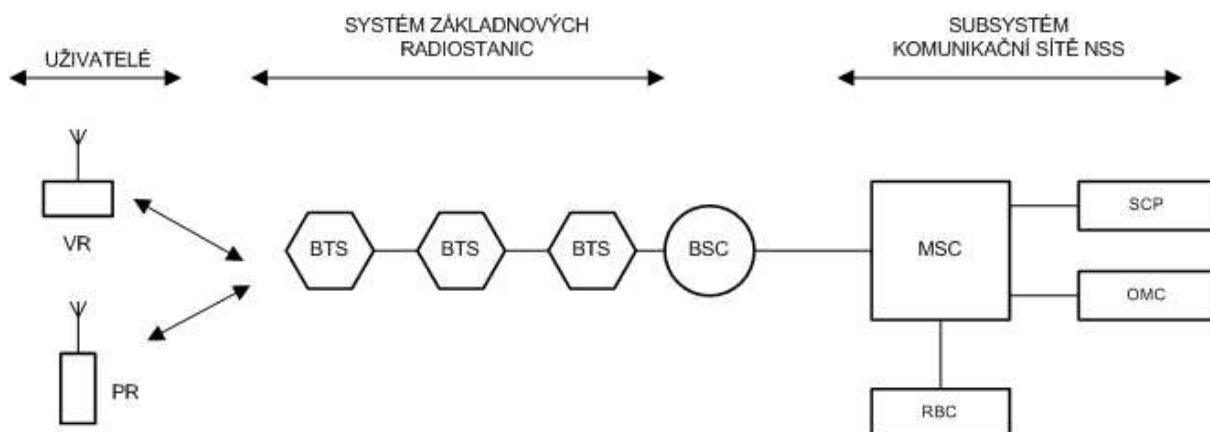 UŽIVATELÉ
SYSTÉM ZÁKLADNOVÝCH
RADIOSTANIC
SUBSYSTÉM
KOMUNIKAČNÍ SÍTĚ NSS
VR
PR
BTS
BTS
BTS
BSC
MSC
SCP
OMC
RBC